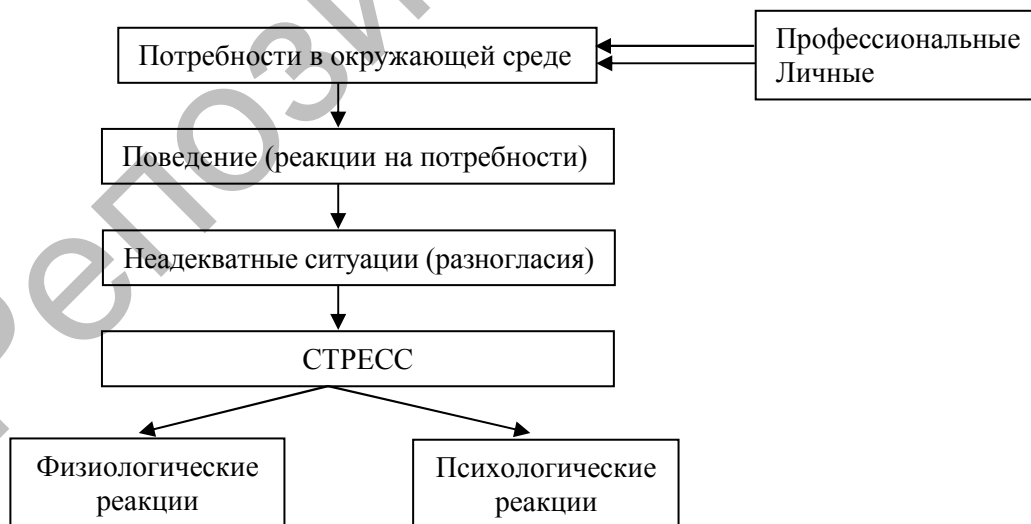 Потребности в окружающей среде
Профессиональные
Личные
Поведение (реакции на потребности)
Неадекватные ситуации (разногласия)
СТРЕСС
Физиологические
реакции
Психологические
реакции